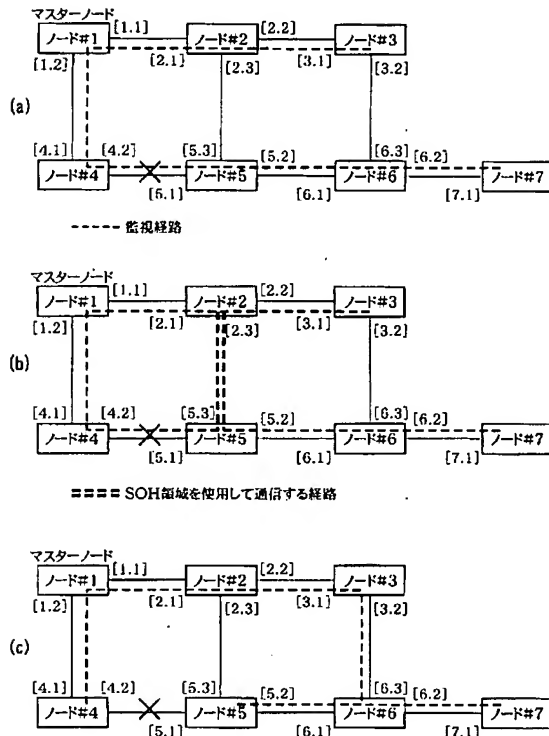 マスターノード
ノード#1 [1.1] ノード#2 [2.2] ノード#3
[1.2] [2.1] [2.3] [3.1] [3.2]
(a)
[4.1] [4.2] [5.3] [5.2] [6.3] [6.2]
ノード#4 ノード#5 ノード#6 ノード#7
[5.1] [6.1] [7.1]
監視経路
マスターノード
[1.1] [2.2]
ノード#1 ノード#2 ノード#3
[1.2] [2.1] [2.3] [3.1] [3.2]
(b)
[4.1] [4.2] [5.3] [5.2] [6.3] [6.2]
ノード#4 ノード#5 ノード#6 ノード#7
[5.1] [6.1] [7.1]
SOH領域を使用して通信する経路
マスターノード
[1.1] [2.2]
ノード#1 ノード#2 ノード#3
[1.2] [2.1] [2.3] [3.1] [3.2]
(c)
[4.1] [4.2] [5.3] [5.2] [6.3] [6.2]
ノード#4 ノード#5 ノード#6 ノード#7
[5.1] [6.1] [7.1]